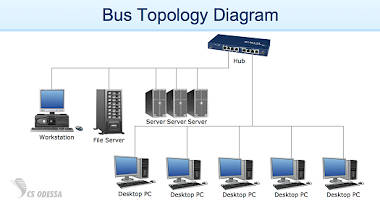 Bus Topology Diagram
Hub
Workstation
File Server
Server Server Server
Desktop PC Desktop PC Desktop PC Desktop PC Desktop PC
CS ODESSA